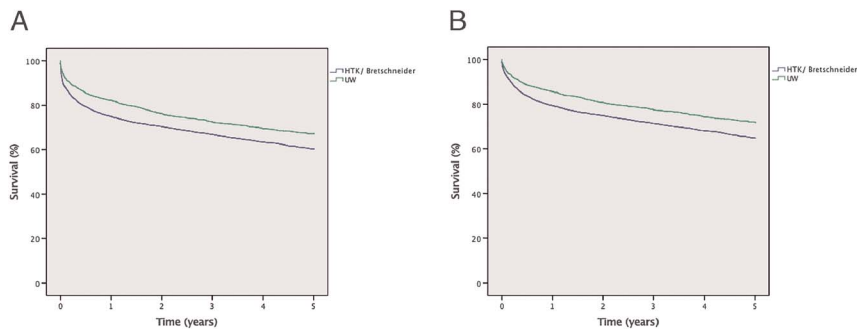 A
100
80
60
40
20
0
Survival (%)
0 1 2 3 4 5
Time (years)
HTK/ Bretschneider
UW
B
100
80
60
40
20
0
Survival (%)
0 1 2 3 4 5
Time (years)
HTK/ Bretschneider
UW